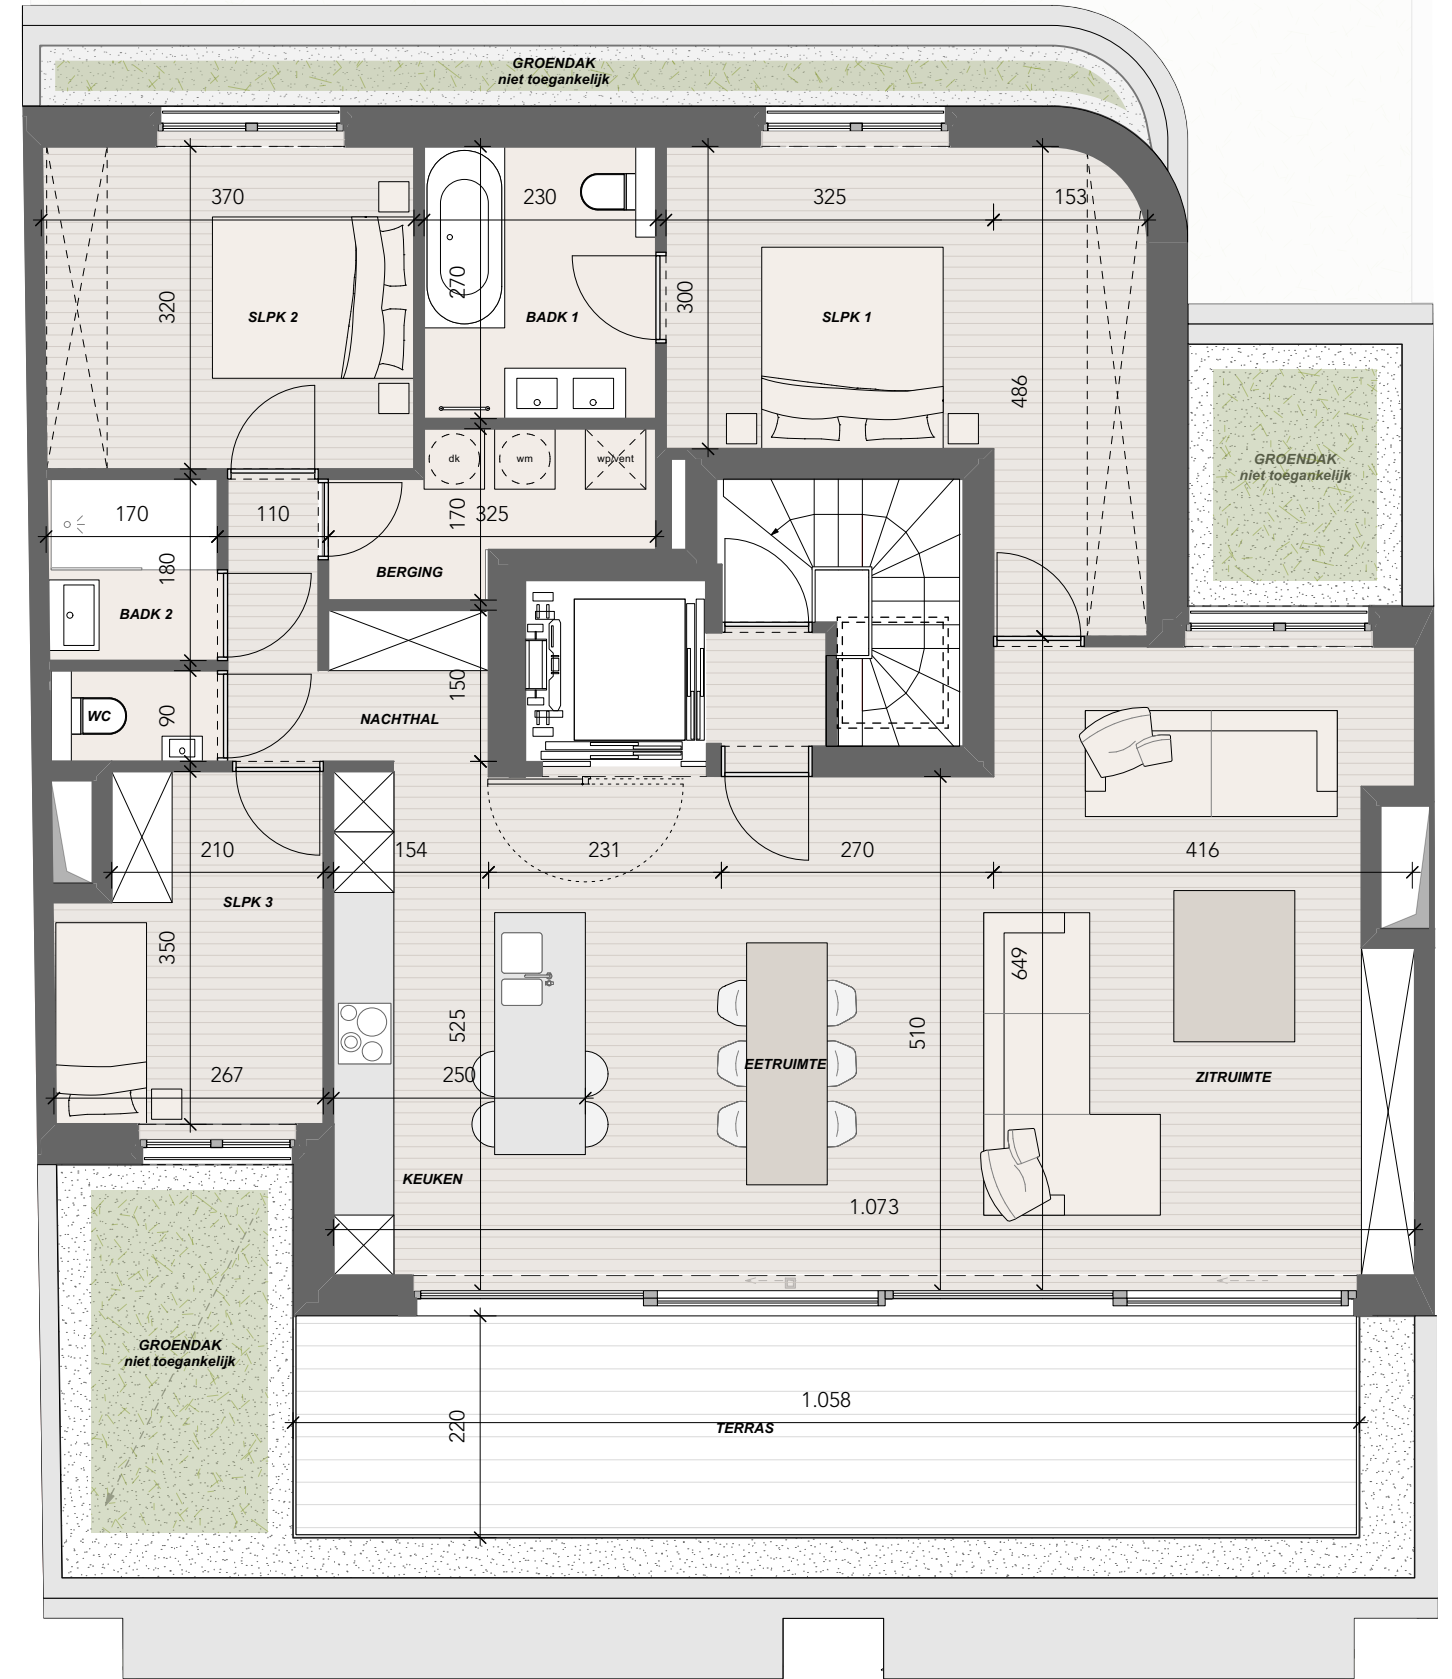 GROENDAK
niet toegankelijk
370
230
325
153
320
270
300
SLPK 2
BADK 1
SLPK 1
486
dk
wm
wp/vent
GROENDAK
niet toegankelijk
170
110
170
325
180
BERGING
BADK 2
150
WC
90
NACHTHAL
210
154
231
270
416
SLPK 3
350
649
525
510
267
250
EETRUIMTE
ZITRUIMTE
KEUKEN
1.073
GROENDAK
niet toegankelijk
1.058
220
TERRAS